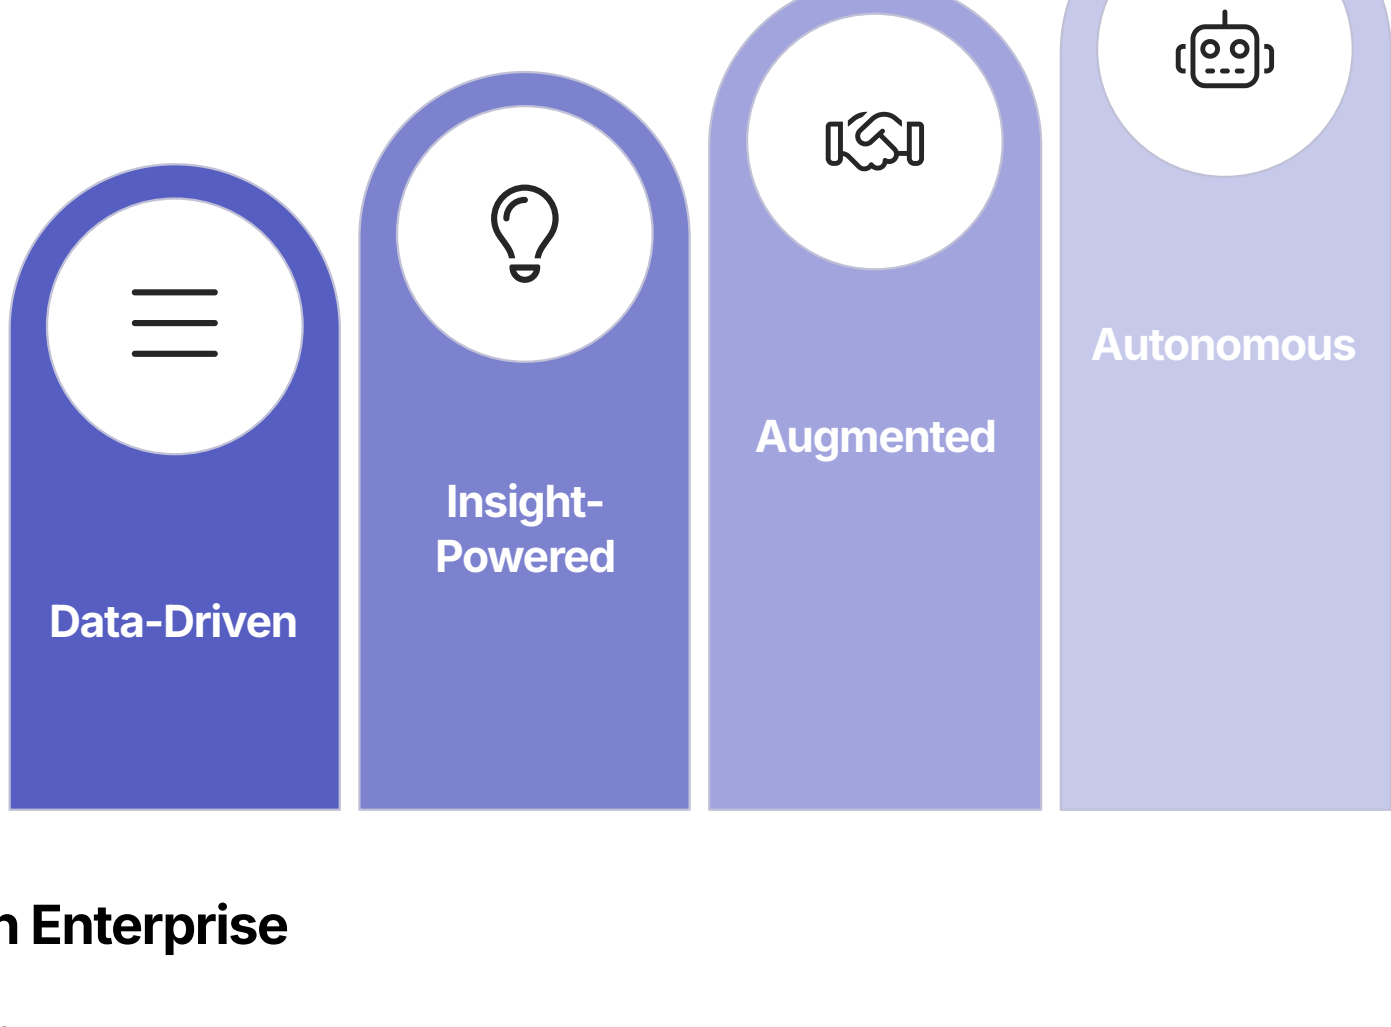 Autonomous
Augmented
Insight-
Powered
Data-Driven
Enterprise